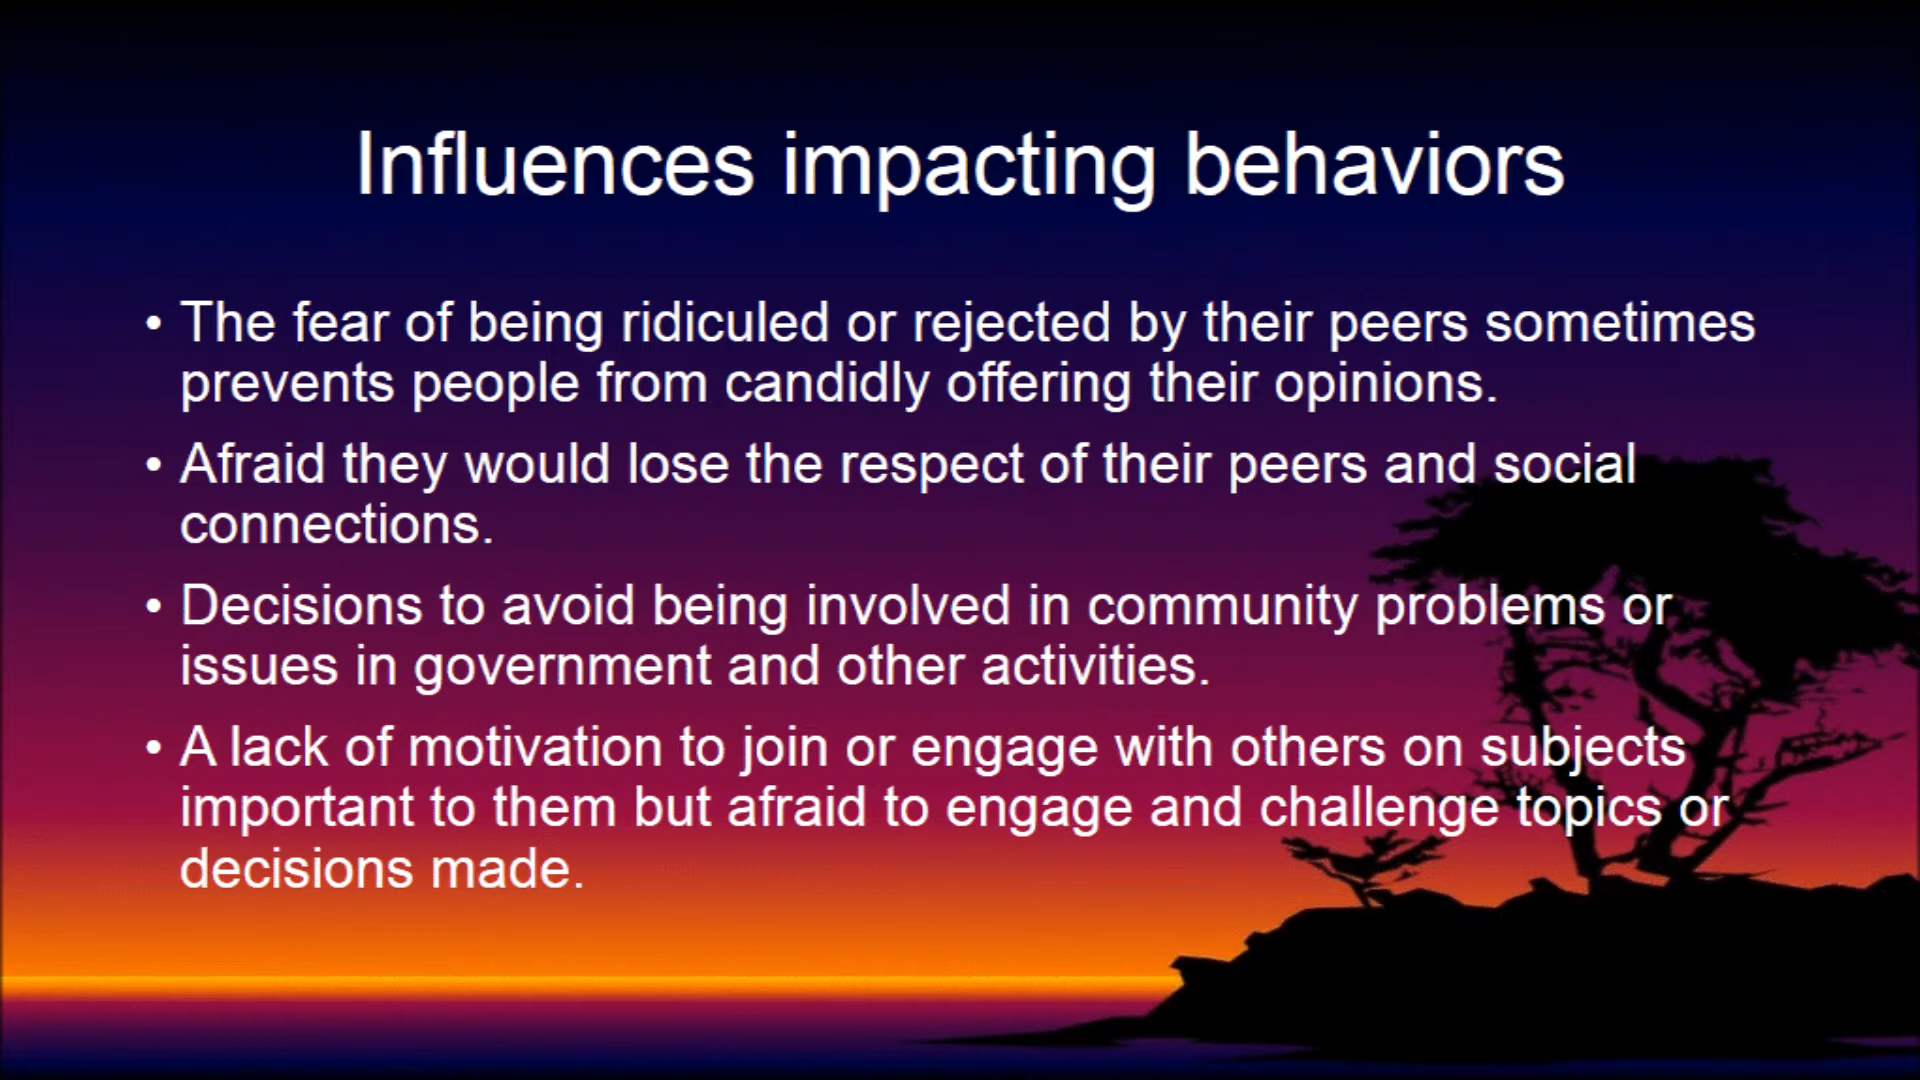 Influences impacting behaviors
• The fear of being ridiculed or rejected by their peers sometimes
prevents people from candidly offering their opinions.
• Afraid they would lose the respect of their peers and social
connections.
• Decisions to avoid being involved in community problems or
issues in government and other activities.
• A lack of motivation to join or engage with others on subjects
important to them but afraid to engage and challenge topics or
decisions made.